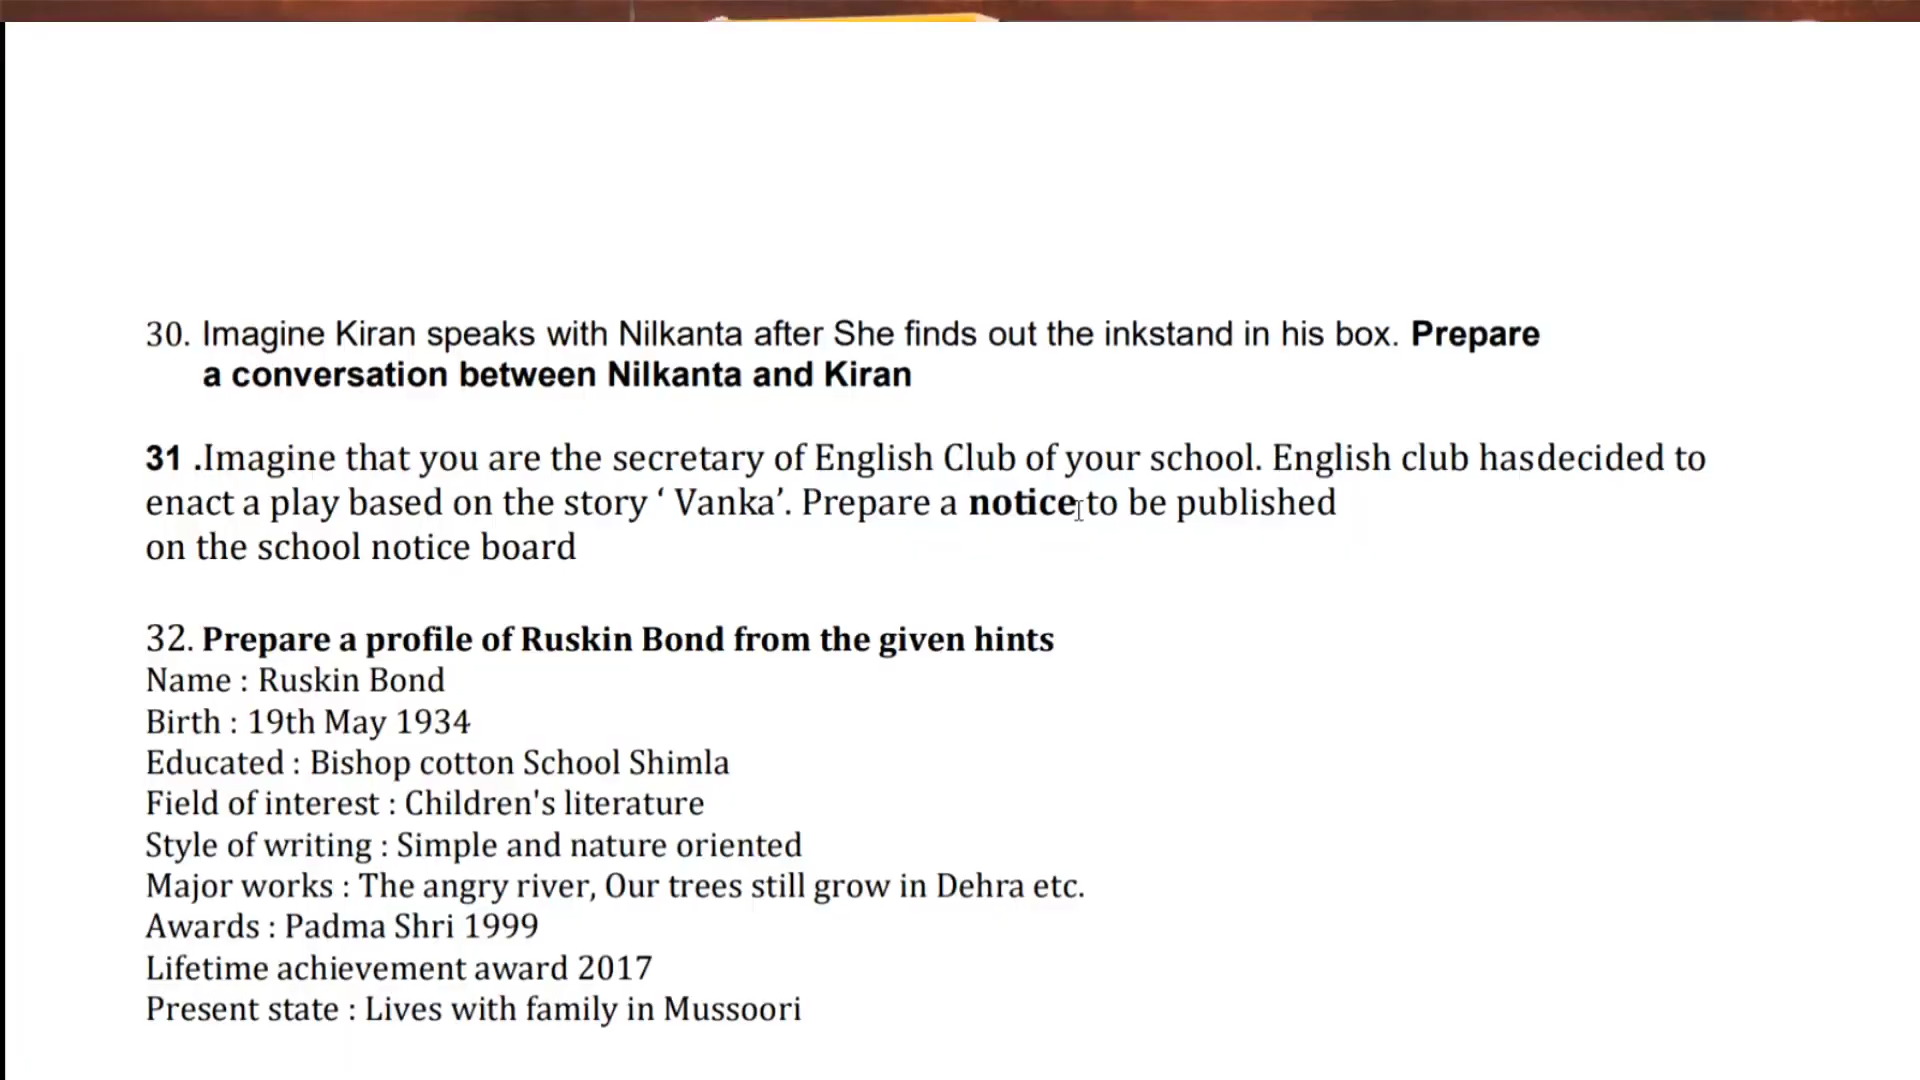 30. Imagine Kiran speaks with Nilkanta after She finds out the inkstand in his box. Prepare
a conversation between Nilkanta and Kiran
31 .Imagine that you are the secretary of English Club of your school. English club hasdecided to
enact a play based on the story ‘ Vanka’. Prepare a notice to be published
on the school notice board
32. Prepare a profile of Ruskin Bond from the given hints
Name : Ruskin Bond
Birth : 19th May 1934
Educated : Bishop cotton School Shimla
Field of interest : Children's literature
Style of writing : Simple and nature oriented
Major works : The angry river, Our trees still grow in Dehra etc.
Awards : Padma Shri 1999
Lifetime achievement award 2017
Present state : Lives with family in Mussoori